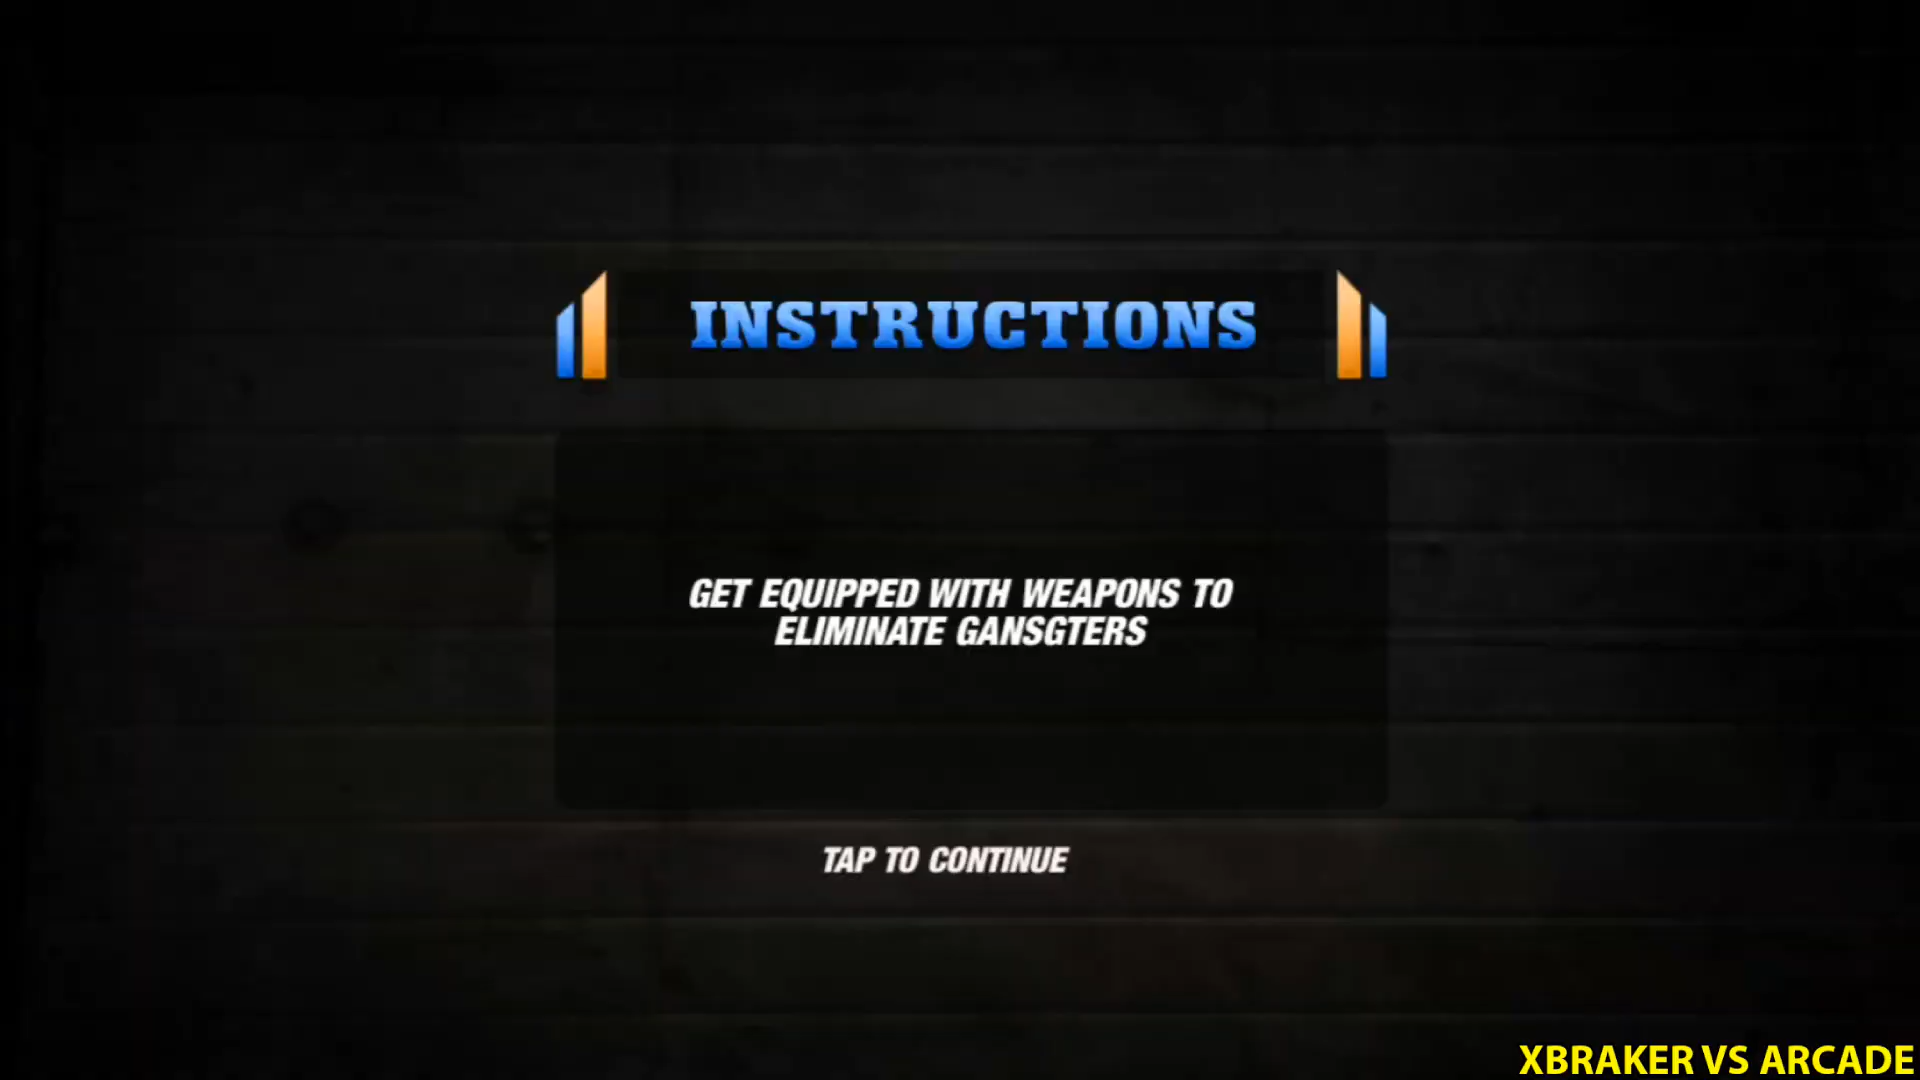 INSTRUCTIONS
GET EQUIPPED WITH WEAPONS TO
ELIMINATE GANSGTERS
TAP TO CONTINUE
XBRAKER VS ARCADE